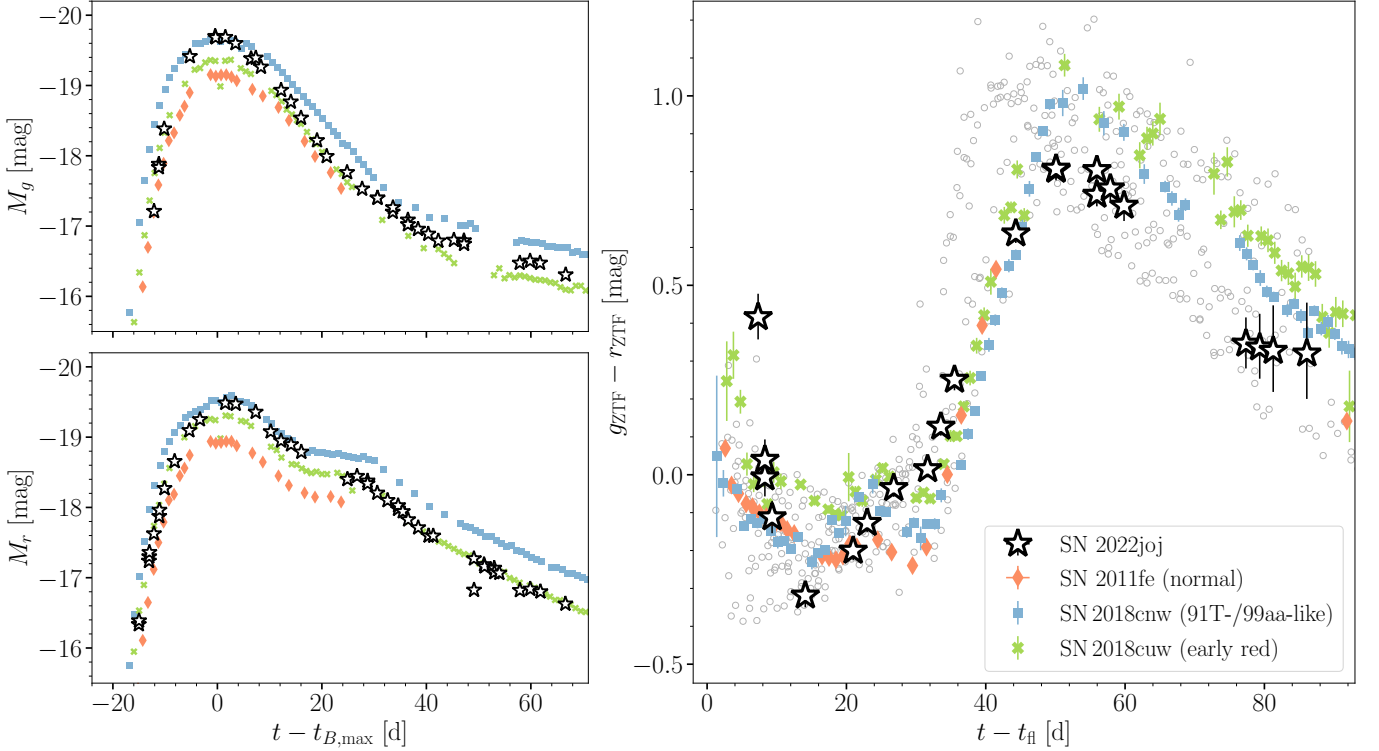 −20
−19
−18
−17
−16
M_g [mag]
−20
−19
−18
−17
−16
M_r [mag]
−20
0
20
40
60
t − t_B,max [d]
1.0
0.5
0.0
−0.5
g_ZTF − r_ZTF [mag]
0
20
40
60
80
t − t_fl [d]
SN 2022joj
SN 2011fe (normal)
SN 2018cnw (91T-/99aa-like)
SN 2018cuw (early red)